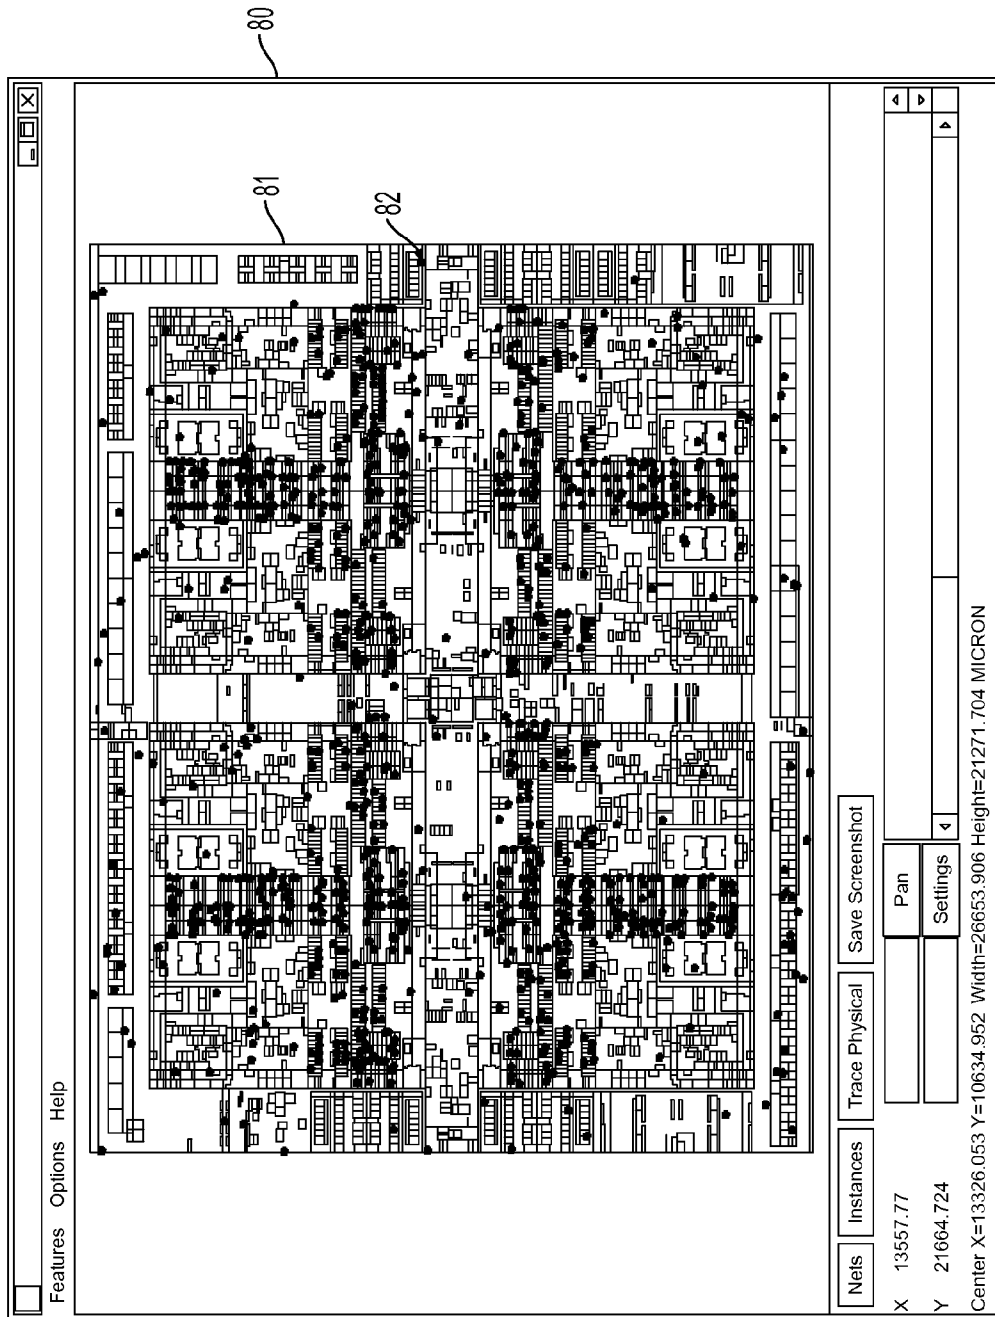 Features Options Help
80
81
82
Nets Instances Trace Physical Save Screenshot
X 13557.77 Pan
Y 21664.724 Settings
Center X=13326.053 Y=10634.952 Width=26653.906 Height=21271.704 MICRON